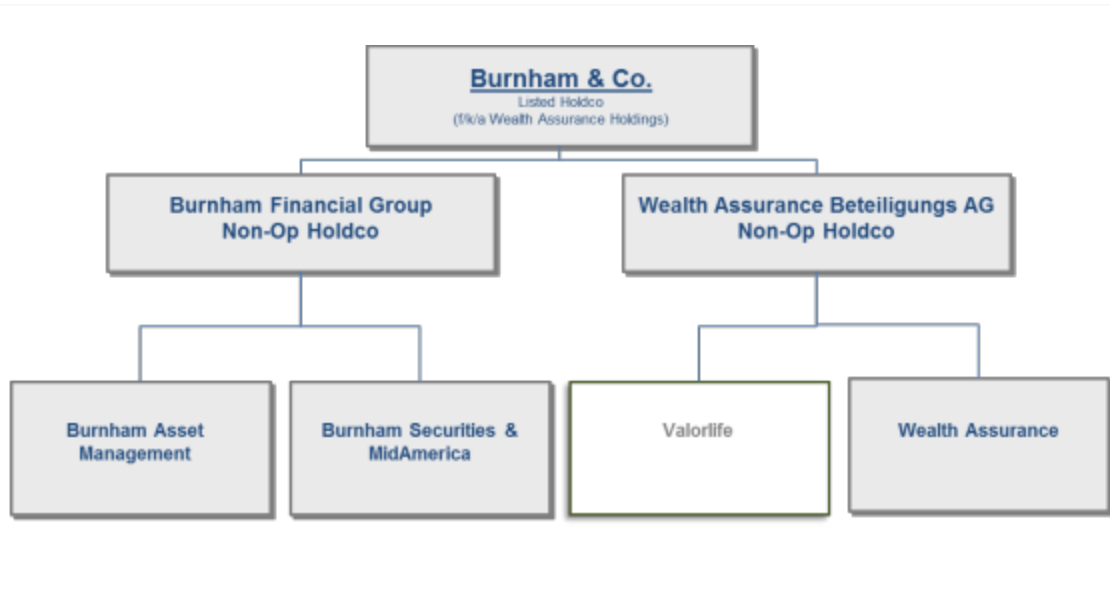 Burnham & Co.
Listed Holdco
(f/k/a Wealth Assurance Holdings)
Burnham Financial Group
Non-Op Holdco
Wealth Assurance Beteiligungs AG
Non-Op Holdco
Burnham Asset
Management
Burnham Securities &
MidAmerica
Valorlife
Wealth Assurance